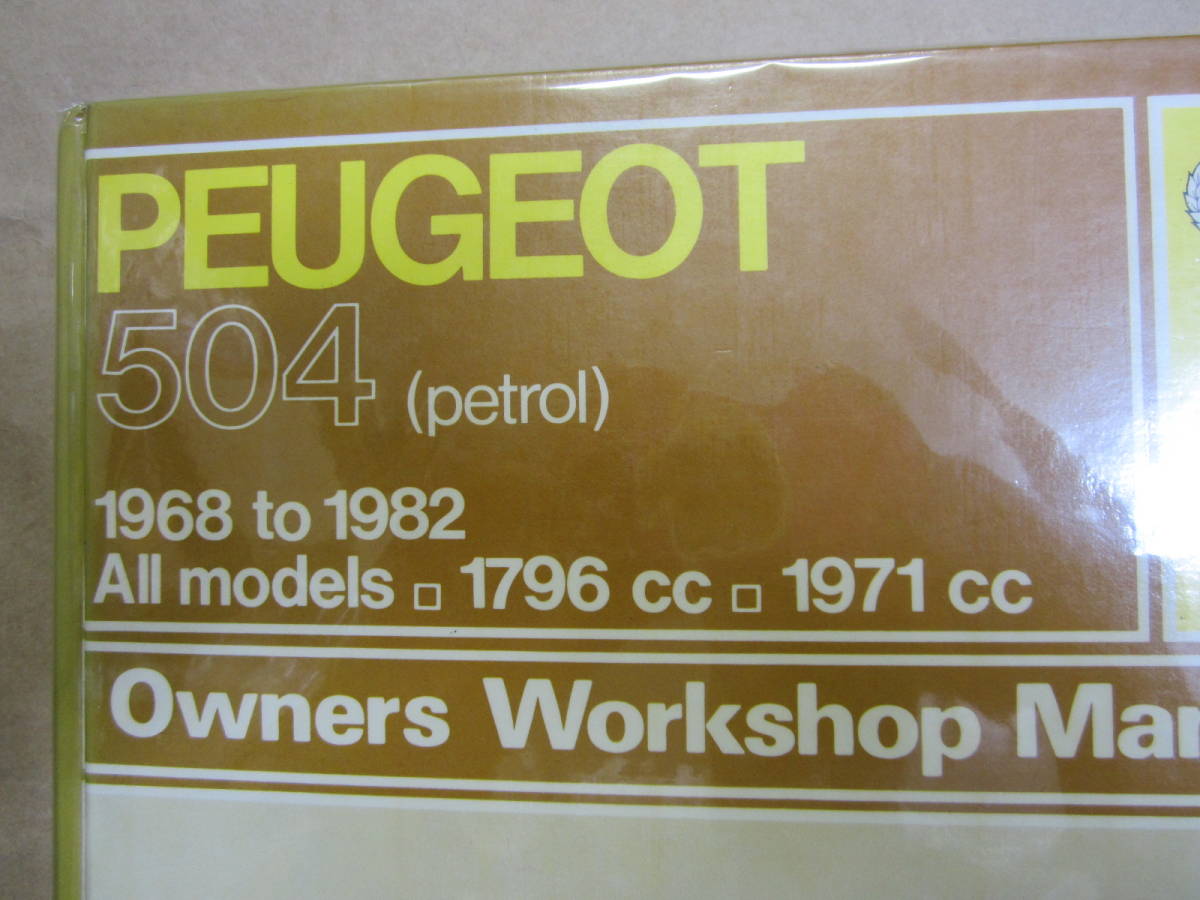 PEUGEOT
504 (petrol)
1968 to 1982
All models □ 1796 cc □ 1971 cc
Owners Workshop Man